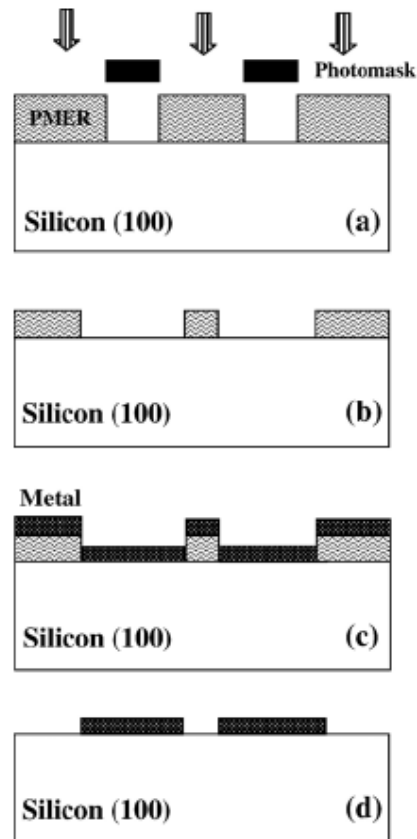 Photomask
PMER
Silicon (100) (a)
Silicon (100) (b)
Metal
Silicon (100) (c)
Silicon (100) (d)